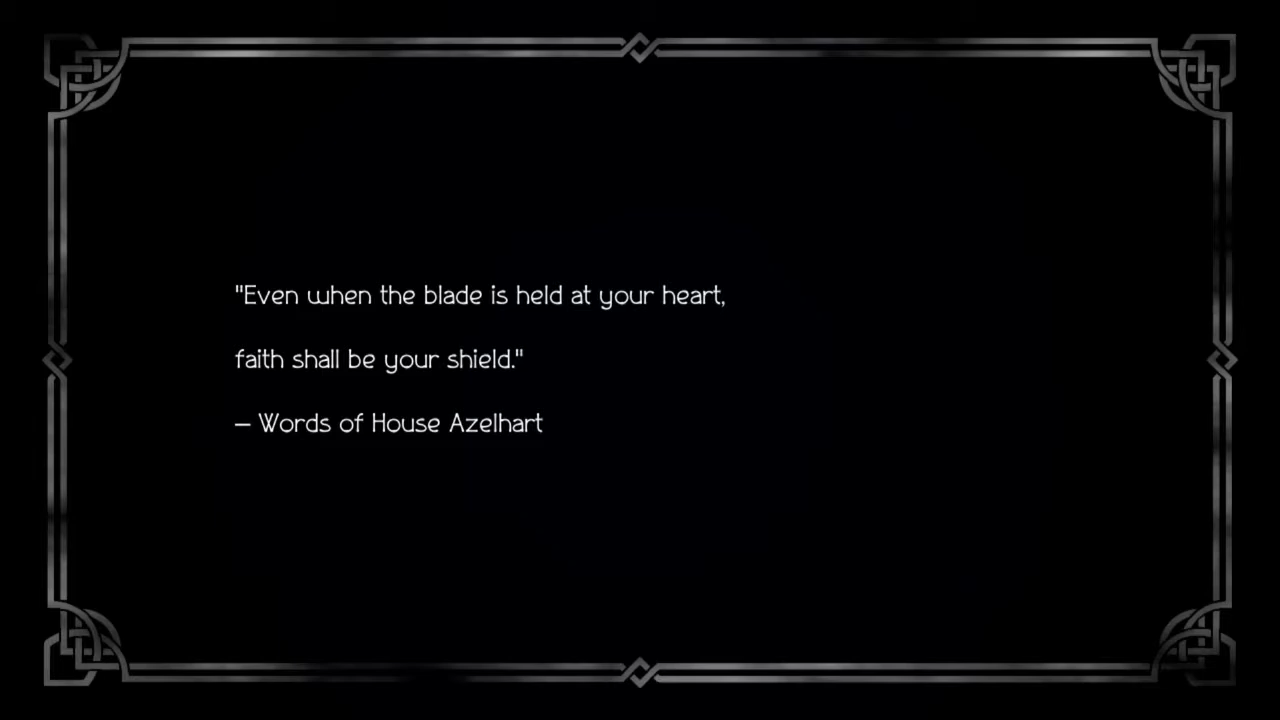 "Even when the blade is held at your heart,
faith shall be your shield."
— Words of House Azelhart